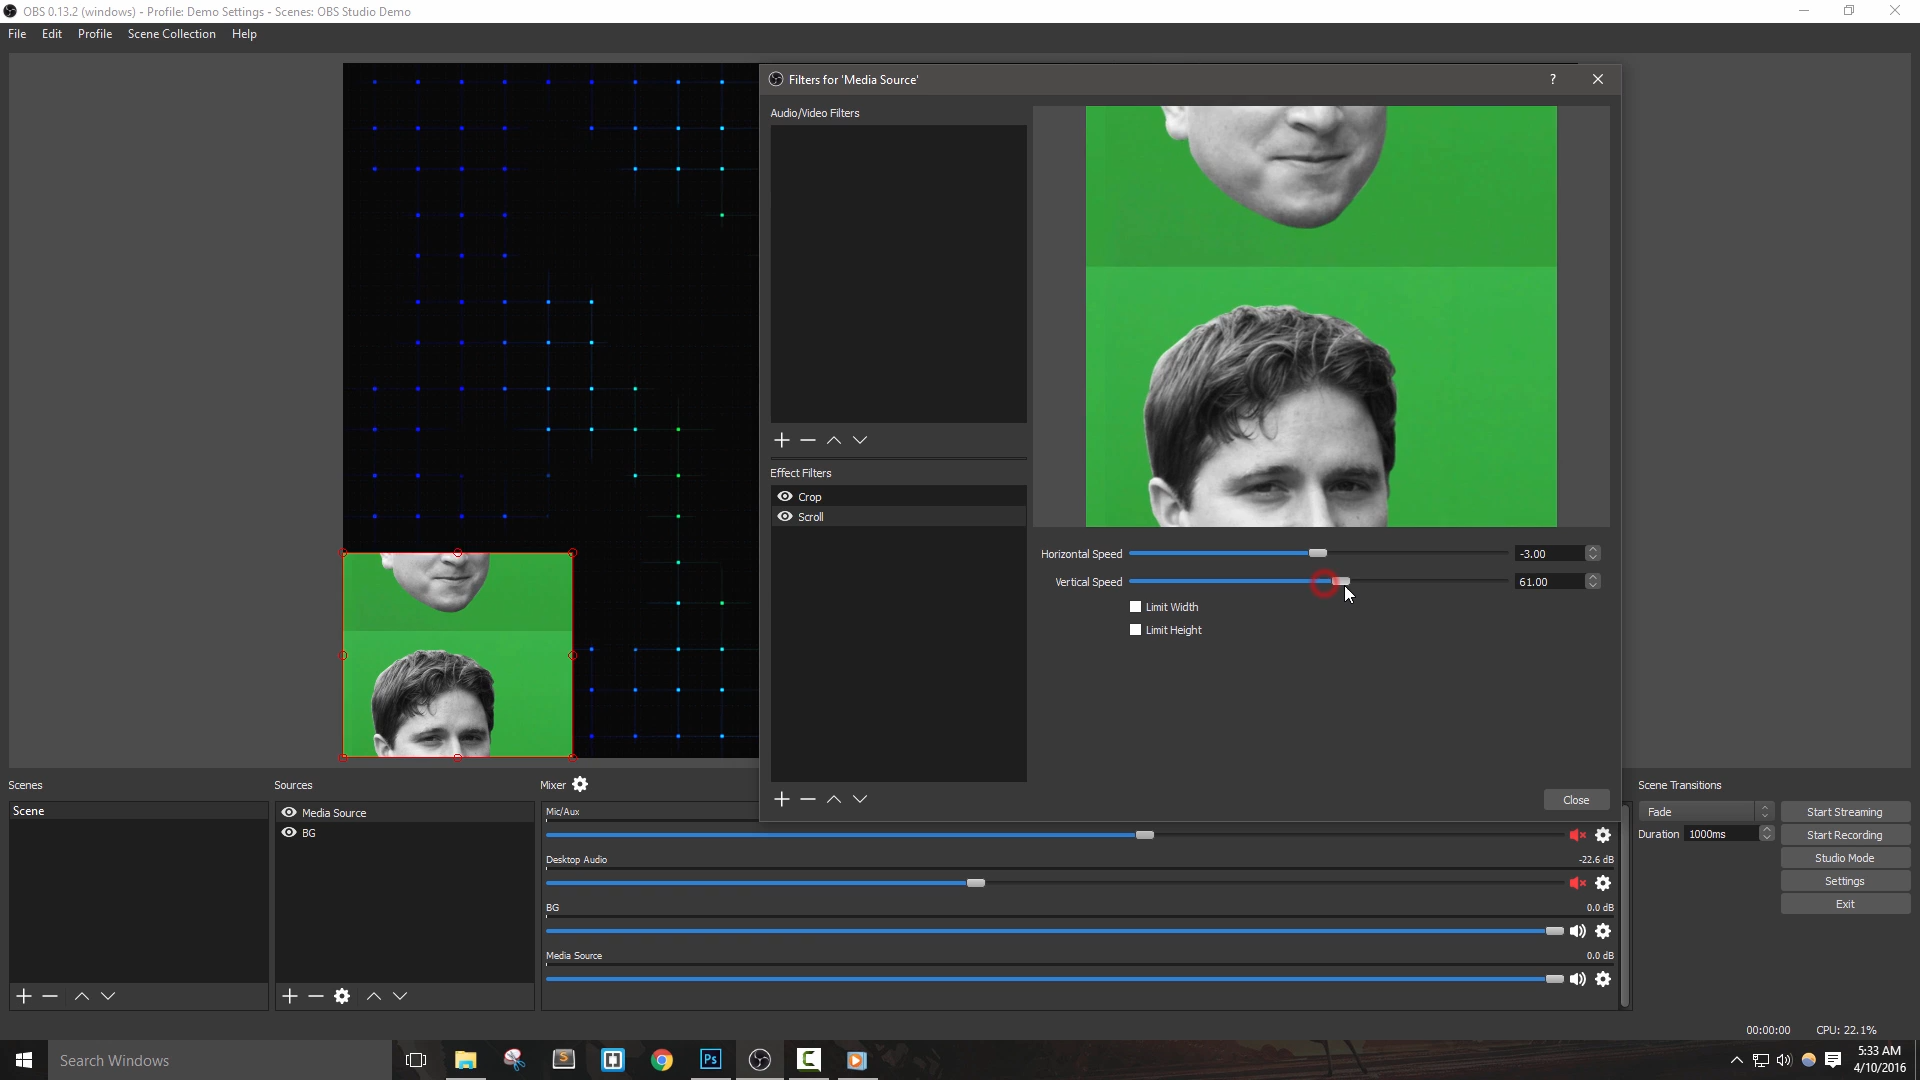 OBS 0.13.2 (windows) - Profile: Demo Settings - Scenes: OBS Studio Demo
File Edit Profile Scene Collection Help
Filters for 'Media Source'
?
Audio/Video Filters
Effect Filters
Crop
Scroll
Horizontal Speed -3.00
Vertical Speed 61.00
Limit Width
Limit Height
Close
Scenes
Scene
Sources
Media Source
BG
Mixer
Mic/Aux
Desktop Audio -22.6 dB
BG 0.0 dB
Media Source 0.0 dB
Scene Transitions
Fade
Duration 1000ms
Start Streaming
Start Recording
Studio Mode
Settings
Exit
00:00:00 CPU: 22.1%
Search Windows
S
Ps
C
5:33 AM
4/10/2016